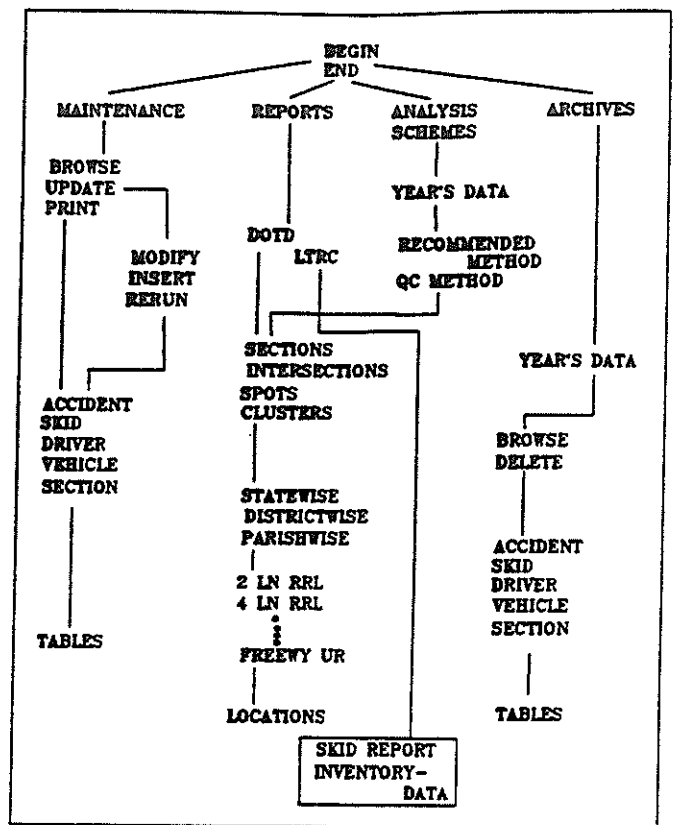 BEGIN
END
MAINTENANCE
REPORTS
ANALYSIS
SCHEMES
ARCHIVES
BROWSE
UPDATE
PRINT
MODIFY
INSERT
RERUN
ACCIDENT
SKID
DRIVER
VEHICLE
SECTION
TABLES
DOTD
LTRC
YEAR'S DATA
RECOMMENDED
METHOD
QC METHOD
SECTIONS
INTERSECTIONS
SPOTS
CLUSTERS
STATEWISE
DISTRICTWISE
PARISHWISE
2 LN RRL
4 LN RRL
FREEWY UR
LOCATIONS
SKID REPORT
INVENTORY-
DATA
YEAR'S DATA
BROWSE
DELETE
ACCIDENT
SKID
DRIVER
VEHICLE
SECTION
TABLES